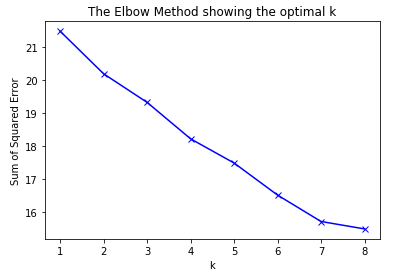 The Elbow Method showing the optimal k
Sum of Squared Error
21
20
19
18
17
16
1 2 3 4 5 6 7 8
k